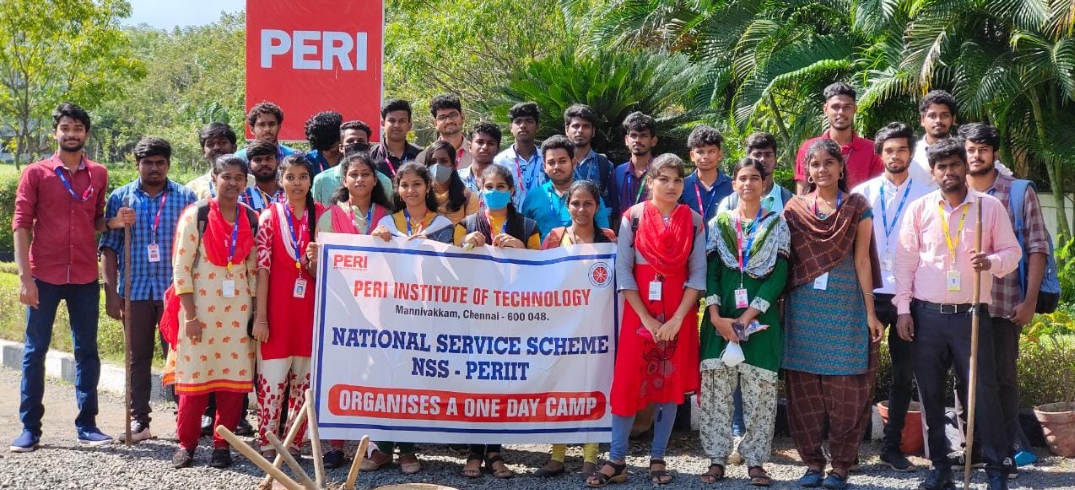 PERI
PERI
PERI INSTITUTE OF TECHNOLOGY
Mannivakkam, Chennai - 600 048.
NATIONAL SERVICE SCHEME
NSS - PERIIT
ORGANISES A ONE DAY CAMP